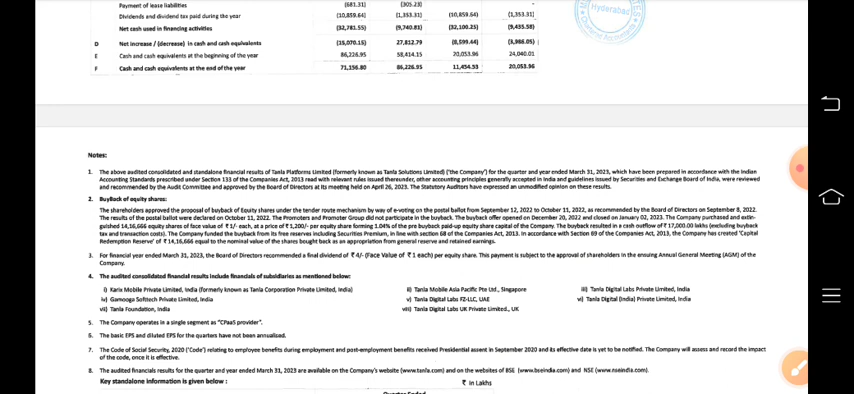 Payment of lease liabilities (681.31) (305.23) -
Dividends and dividend tax paid during the year (10,859.64) (1,353.31) (10,859.64) (1,353.31)
Net cash used in financing activities (32,781.55) (9,740.81) (32,100.25) (9,435.58)
D Net increase / (decrease) in cash and cash equivalents (15,070.15) 27,812.79 (8,599.44) (3,986.05)
E Cash and cash equivalents at the beginning of the year 86,226.95 58,414.15 20,053.96 24,040.01
F Cash and cash equivalents at the end of the year 71,156.80 86,226.95 11,454.53 20,053.96
Hyderabad
Notes:
1. The above audited consolidated and standalone financial results of Tanla Platforms Limited (formerly known as Tanla Solutions Limited) ('the Company') for the quarter and year ended March 31, 2023, which have been prepared in accordance with the Indian
Accounting Standards prescribed under Section 133 of the Companies Act, 2013 read with relevant rules issued thereunder, other accounting principles generally accepted in India and guidelines issued by Securities and Exchange Board of India, were reviewed
and recommended by the Audit Committee and approved by the Board of Directors at its meeting held on April 26, 2023. The Statutory Auditors have expressed an unmodified opinion on these results.
2. BuyBack of equity shares:
The shareholders approved the proposal of buyback of Equity shares under the tender route mechanism by way of e-voting on the postal ballot from September 12, 2022 to October 11, 2022, as recommended by the Board of Directors on September 8, 2022.
The results of the postal ballot were declared on October 11, 2022. The Promoters and Promoter Group did not participate in the buyback. The buyback offer opened on December 20, 2022 and closed on January 02, 2023. The Company purchased and extin-
guished 14,16,666 equity shares of face value of ₹ 1/- each, at a price of ₹ 1,200/- per equity share forming 1.04% of the pre buyback paid-up equity share capital of the Company. The buyback resulted in a cash outflow of ₹ 17,000.00 lakhs (excluding buyback
tax and transaction costs). The Company funded the buyback from its free reserves including Securities Premium, in line with section 68 of the Companies Act, 2013. In accordance with Section 69 of the Companies Act, 2013, the Company has created 'Capital
Redemption Reserve' of ₹ 14,16,666 equal to the nominal value of the shares bought back as an appropriation from general reserve and retained earnings.
3. For financial year ended March 31, 2023, the Board of Directors recommended a final dividend of ₹ 4/- (Face Value of ₹ 1 each) per equity share. This payment is subject to the approval of shareholders in the ensuing Annual General Meeting (AGM) of the
Company.
4. The audited consolidated financial results include financials of subsidiaries as mentioned below:
i) Karix Mobile Private Limited, India (formerly known as Tanla Corporation Private Limited, India) ii) Tanla Mobile Asia Pacific Pte Ltd., Singapore iii) Tanla Digital Labs Private Limited, India
iv) Gamooga Softtech Private Limited, India v) Tanla Digital Labs FZ-LLC, UAE vi) Tanla Digital (India) Private Limited, India
vii) Tanla Foundation, India viii) Tanla Digital Labs UK Private Limited., UK
5. The Company operates in a single segment as "CPaaS provider".
6. The basic EPS and diluted EPS for the quarters have not been annualised.
7. The Code of Social Security, 2020 ('Code') relating to employee benefits during employment and post-employment benefits received Presidential assent in September 2020 and its effective date is yet to be notified. The Company will assess and record the impact
of the code, once it is effective.
8. The audited financials results for the quarter and year ended March 31, 2023 are available on the Company's website (www.tanla.com) and on the websites of BSE (www.bseindia.com) and NSE (www.nseindia.com).
Key standalone information is given below : ₹ in Lakhs
Quarter Ended